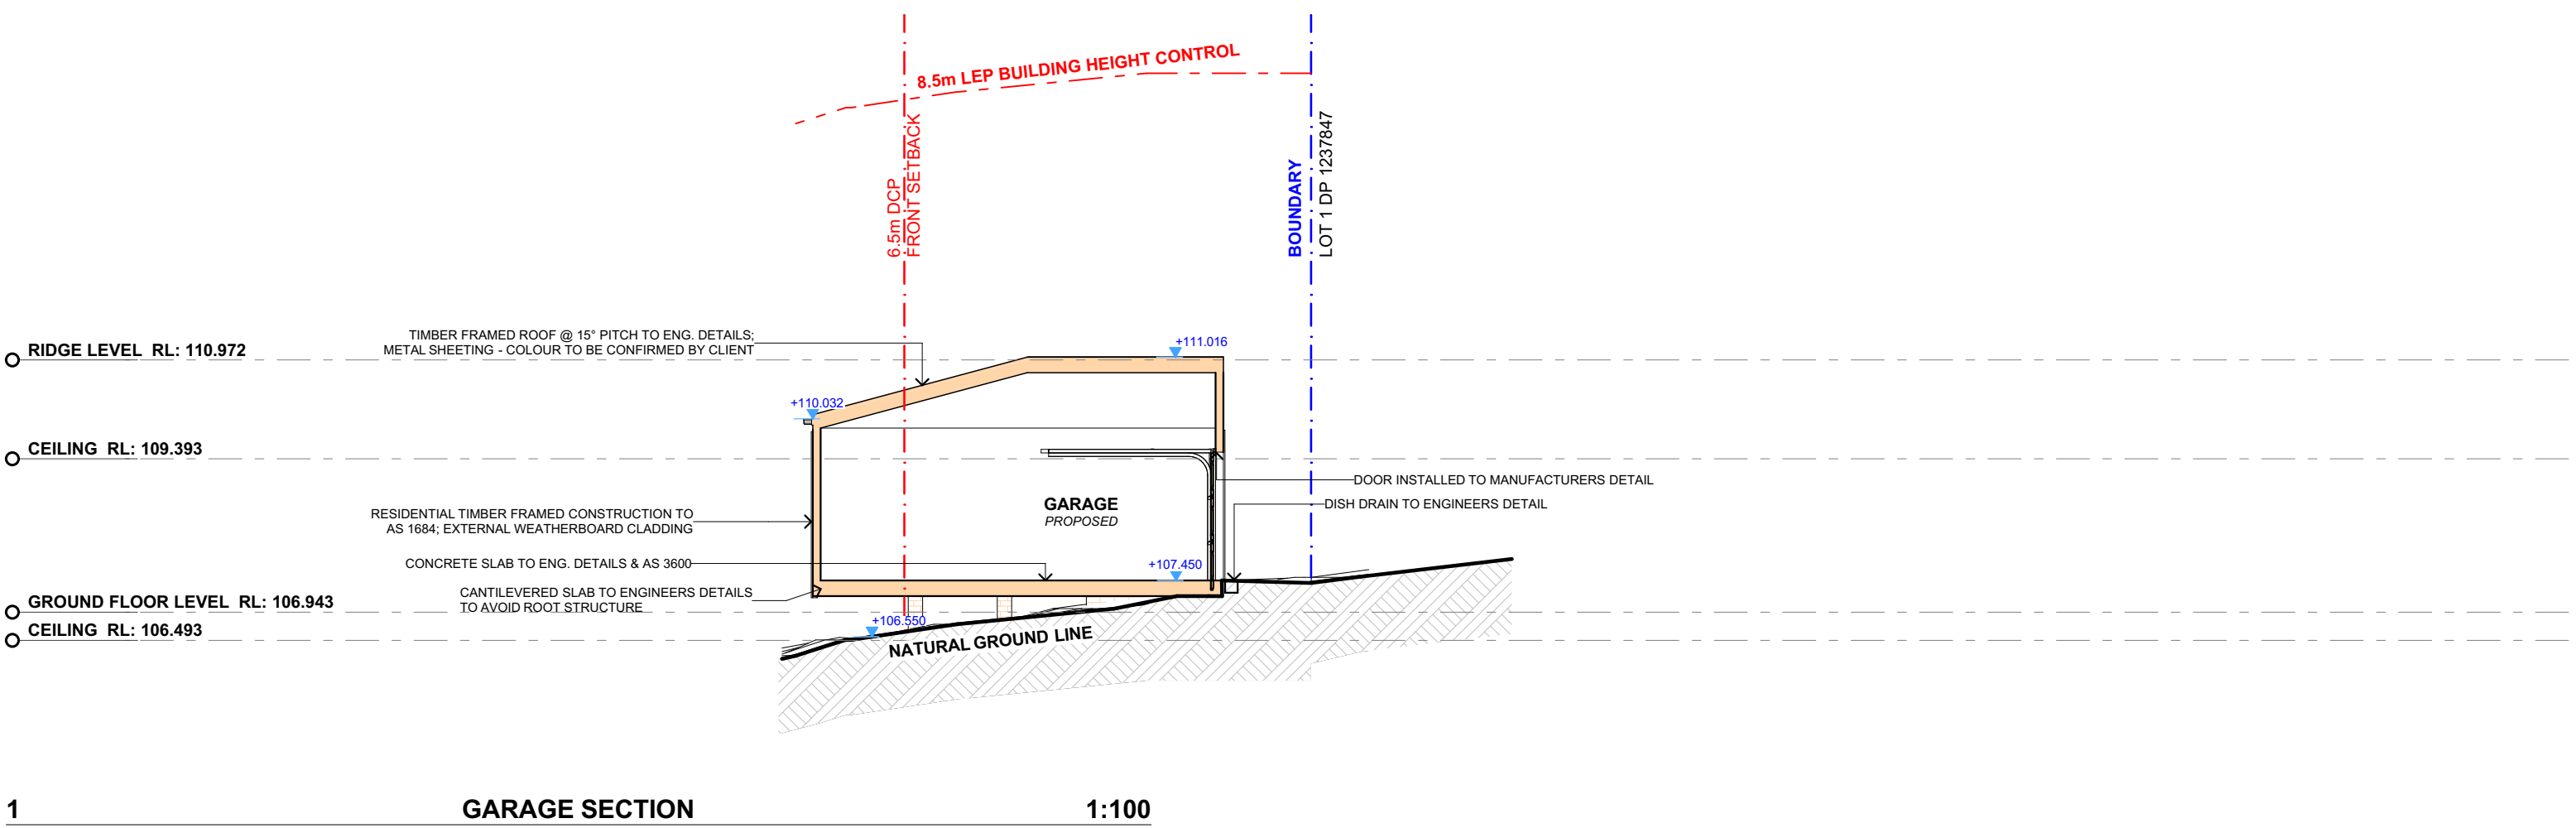 8.5m LEP BUILDING HEIGHT CONTROL
6.5m DCP
FRONT SETBACK
BOUNDARY
LOT 1 DP 1237847
RIDGE LEVEL RL: 110.972
TIMBER FRAMED ROOF @ 15° PITCH TO ENG. DETAILS;
METAL SHEETING - COLOUR TO BE CONFIRMED BY CLIENT
+111.016
+110.032
CEILING RL: 109.393
DOOR INSTALLED TO MANUFACTURERS DETAIL
DISH DRAIN TO ENGINEERS DETAIL
GARAGE
PROPOSED
RESIDENTIAL TIMBER FRAMED CONSTRUCTION TO
AS 1684; EXTERNAL WEATHERBOARD CLADDING
CONCRETE SLAB TO ENG. DETAILS & AS 3600
+107.450
CANTILEVERED SLAB TO ENGINEERS DETAILS
TO AVOID ROOT STRUCTURE
GROUND FLOOR LEVEL RL: 106.943
+106.550
CEILING RL: 106.493
NATURAL GROUND LINE
1
GARAGE SECTION
1:100